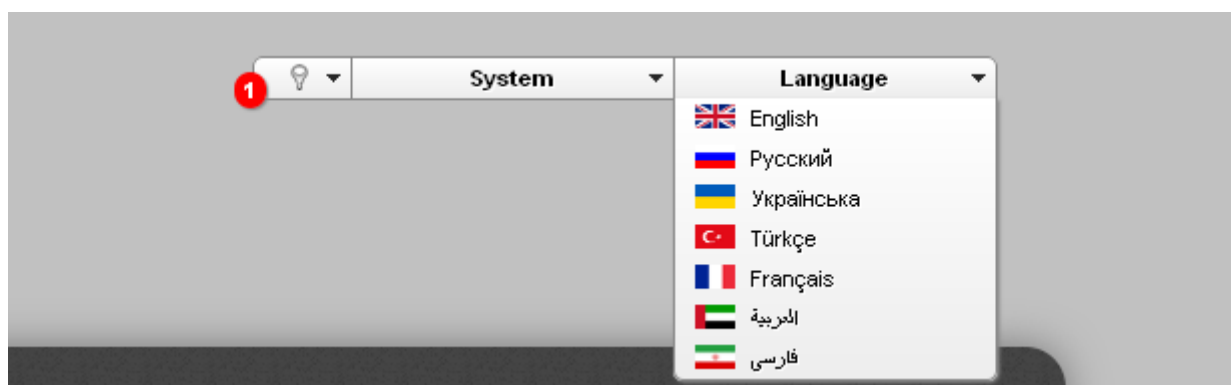 1 System Language
English
Русский
Українська
Türkçe
Français
العربية
فارسی